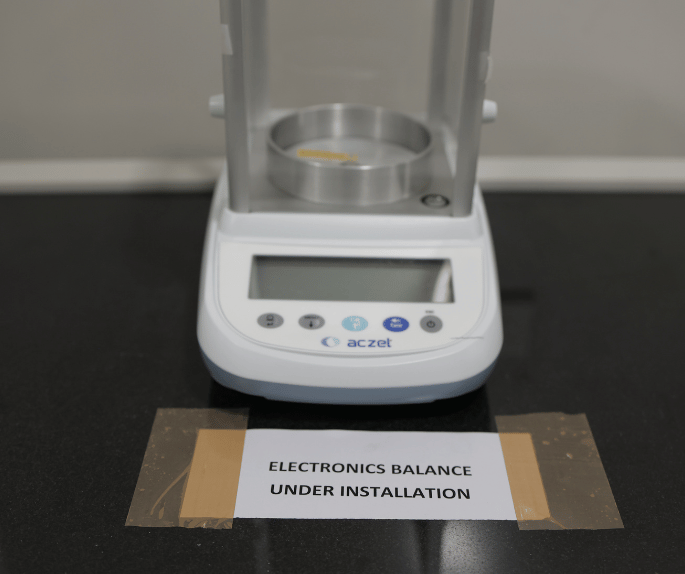 aczet
ELECTRONICS BALANCE
UNDER INSTALLATION